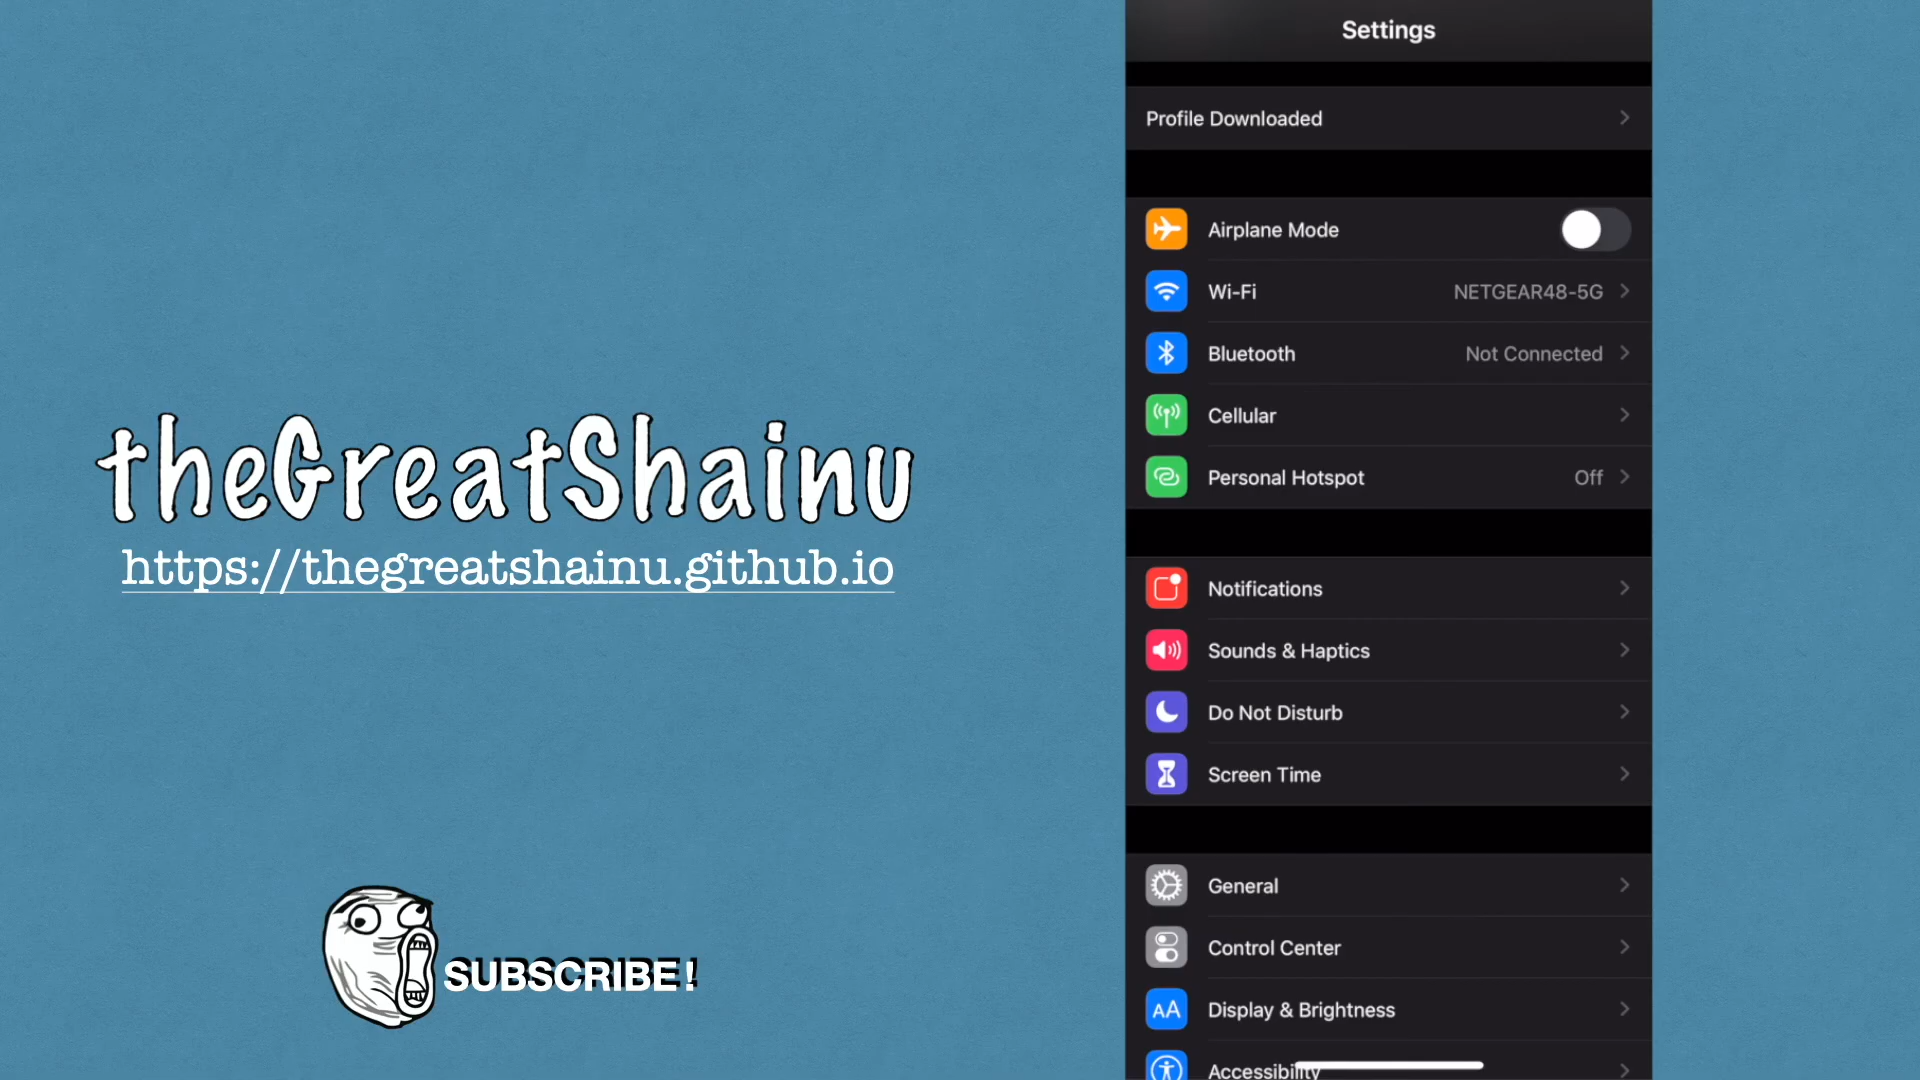 theGreatShainu
https://thegreatshainu.github.io
SUBSCRIBE!
Settings
Profile Downloaded
Airplane Mode
Wi-Fi NETGEAR48-5G
Bluetooth Not Connected
Cellular
Personal Hotspot Off
Notifications
Sounds & Haptics
Do Not Disturb
Screen Time
General
Control Center
AA Display & Brightness
Accessibility